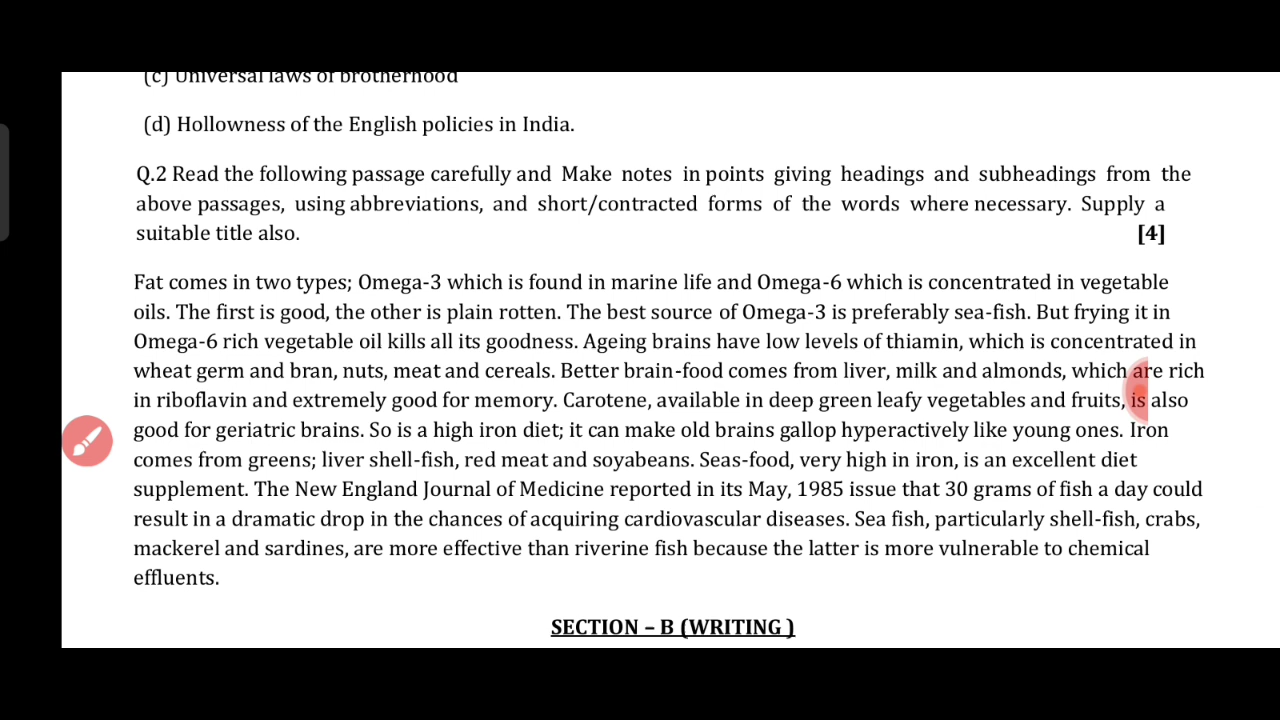 (c) Universal laws of brotherhood
(d) Hollowness of the English policies in India.
Q.2 Read the following passage carefully and Make notes in points giving headings and subheadings from the
above passages, using abbreviations, and short/contracted forms of the words where necessary. Supply a
suitable title also. [4]
Fat comes in two types; Omega-3 which is found in marine life and Omega-6 which is concentrated in vegetable
oils. The first is good, the other is plain rotten. The best source of Omega-3 is preferably sea-fish. But frying it in
Omega-6 rich vegetable oil kills all its goodness. Ageing brains have low levels of thiamin, which is concentrated in
wheat germ and bran, nuts, meat and cereals. Better brain-food comes from liver, milk and almonds, which are rich
in riboflavin and extremely good for memory. Carotene, available in deep green leafy vegetables and fruits, is also
good for geriatric brains. So is a high iron diet; it can make old brains gallop hyperactively like young ones. Iron
comes from greens; liver shell-fish, red meat and soyabeans. Seas-food, very high in iron, is an excellent diet
supplement. The New England Journal of Medicine reported in its May, 1985 issue that 30 grams of fish a day could
result in a dramatic drop in the chances of acquiring cardiovascular diseases. Sea fish, particularly shell-fish, crabs,
mackerel and sardines, are more effective than riverine fish because the latter is more vulnerable to chemical
effluents.
SECTION – B (WRITING )